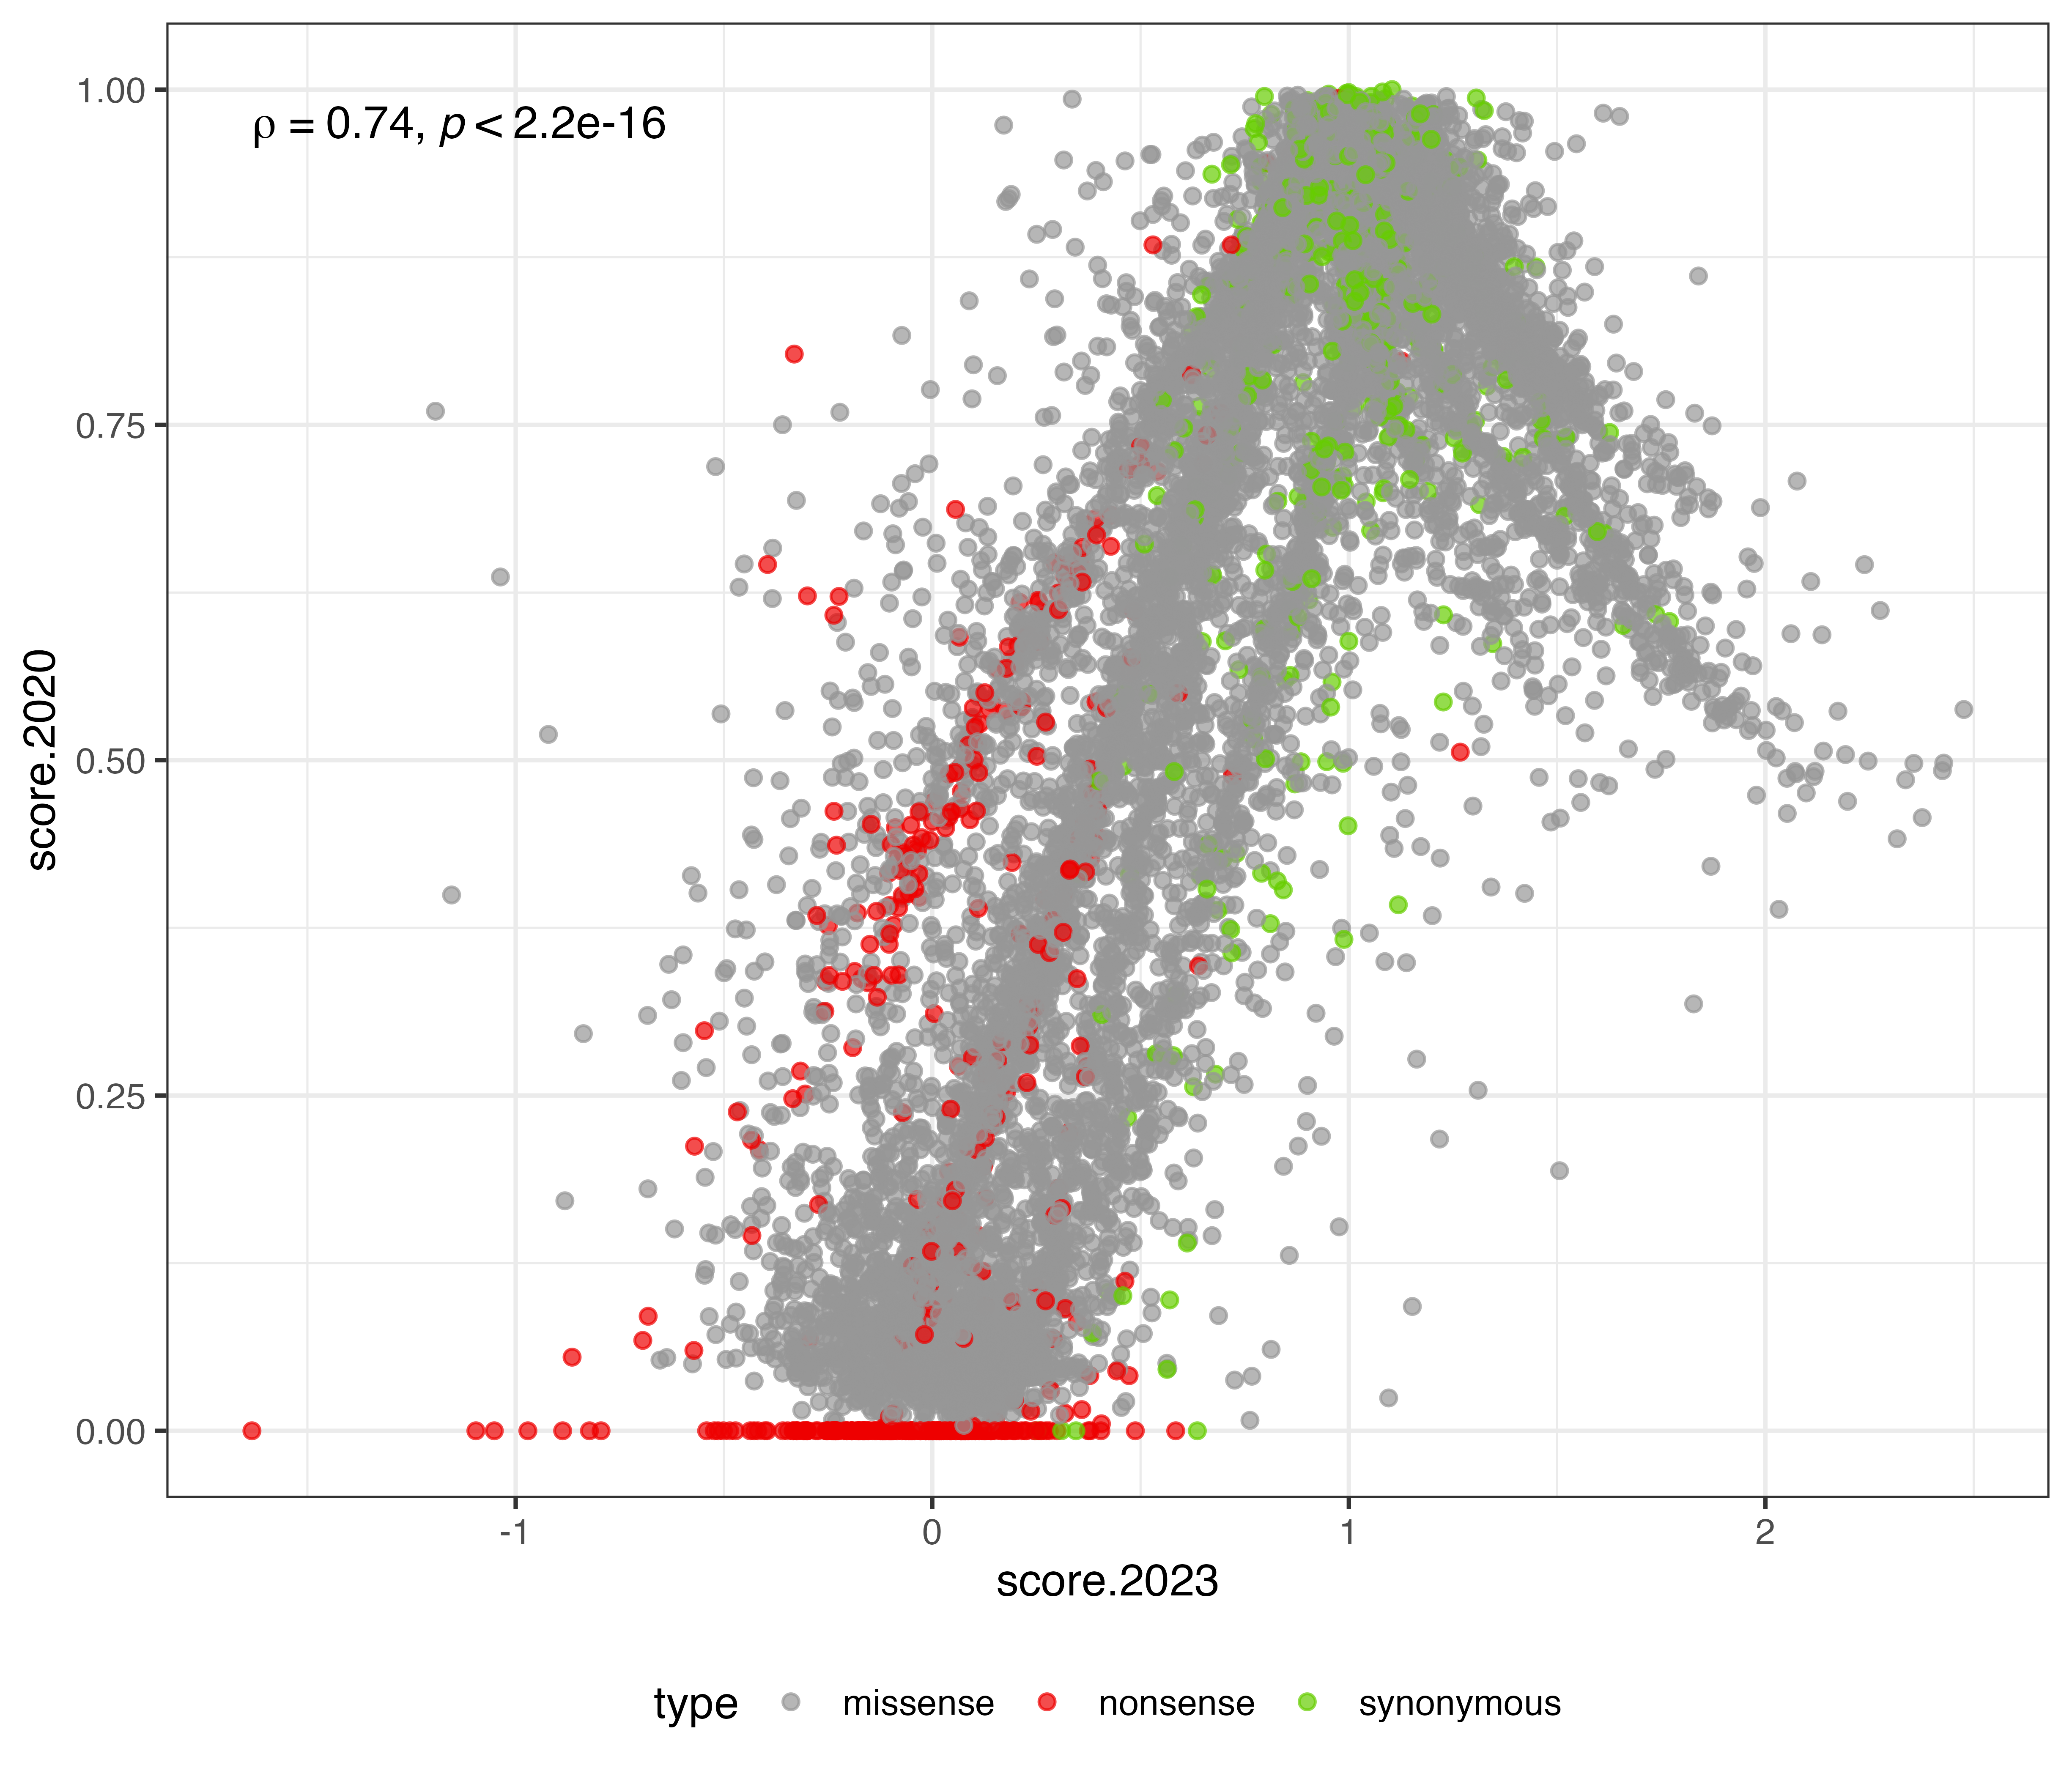 ρ = 0.74, p < 2.2e-16
1.00
0.75
0.50
0.25
0.00
score.2020
-1 0 1 2
score.2023
type missense nonsense synonymous